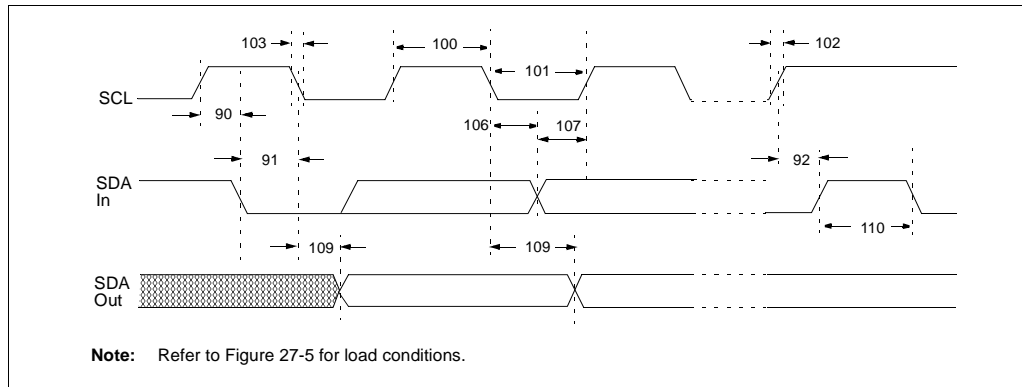 103
100
102
101
SCL
90
106
107
91
92
SDA
In
110
109
109
SDA
Out
Note: Refer to Figure 27-5 for load conditions.